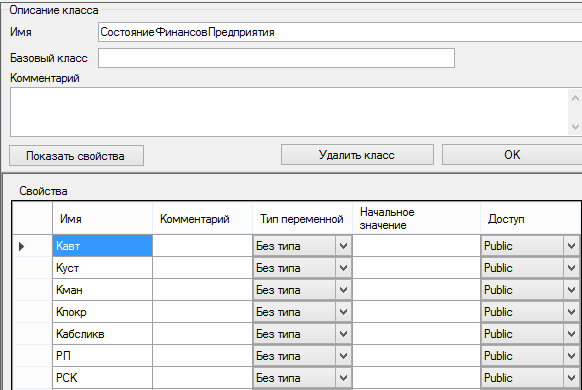 Описание класса
Имя СостояниеФинансовПредприятия
Базовый класс
Комментарий
Показать свойства Удалить класс OK
Свойства
Имя Комментарий Тип переменной Начальное значение Доступ
Кавт Без типа Public
Куст Без типа Public
Кман Без типа Public
Кпокр Без типа Public
Кабсликв Без типа Public
РП Без типа Public
РСК Без типа Public